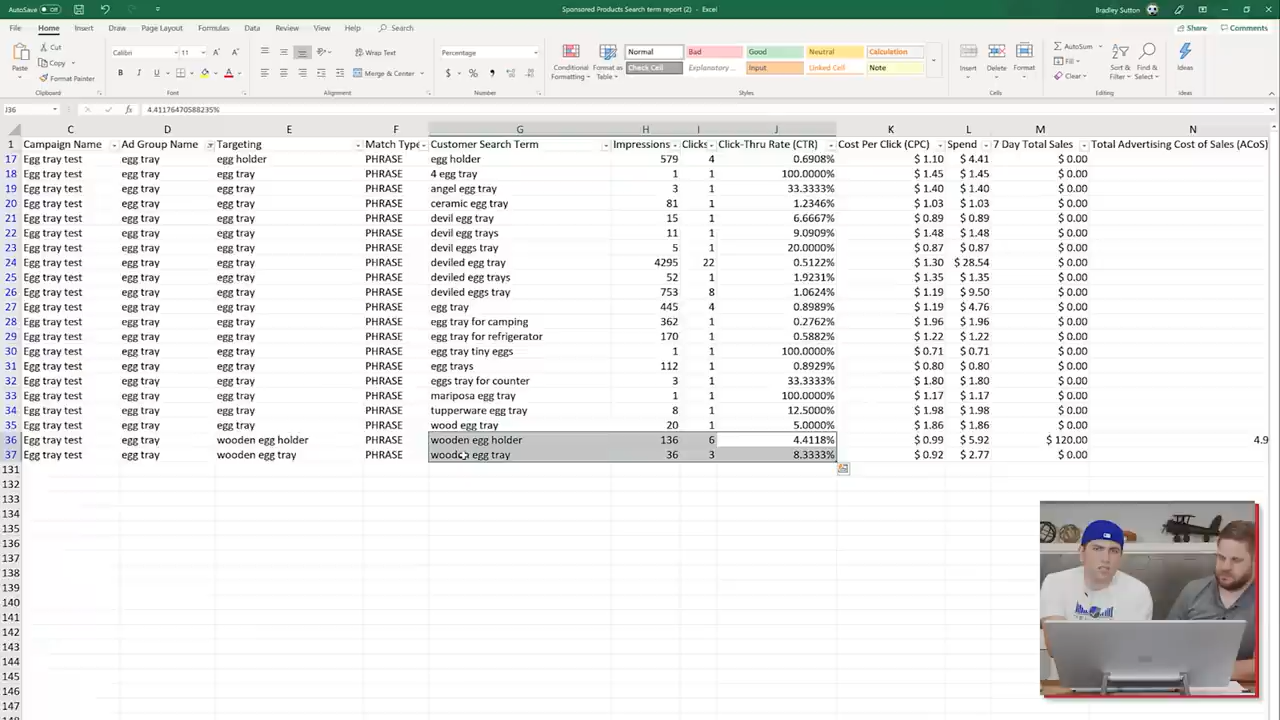 AutoSave Off Sponsored Products Search term report (2) - Excel Bradley Sutton
File Home Insert Draw Page Layout Formulas Data Review View Help Search Share Comments
Paste Cut Calibri 11 Wrap Text Percentage Conditional Format as Normal Bad Good Neutral Calculation Insert Delete Format AutoSum Sort & Find & Ideas
Copy Fill
Format Painter Merge & Center Formatting Table Check Cell Explanatory ... Input Linked Cell Note Clear Filter Select
Clipboard Font Alignment Number Styles Cells Editing Ideas
J36 fx 4.41176470588235%
C D E F G H I J K L M N
1 Campaign Name Ad Group Name Targeting Match Type Customer Search Term Impressions Clicks Click-Thru Rate (CTR) Cost Per Click (CPC) Spend 7 Day Total Sales Total Advertising Cost of Sales (ACoS)
17 Egg tray test egg tray egg holder PHRASE egg holder 579 4 0.6908% $ 1.10 $ 4.41 $ 0.00
18 Egg tray test egg tray egg tray PHRASE 4 egg tray 1 1 100.0000% $ 1.45 $ 1.45 $ 0.00
19 Egg tray test egg tray egg tray PHRASE angel egg tray 3 1 33.3333% $ 1.40 $ 1.40 $ 0.00
20 Egg tray test egg tray egg tray PHRASE ceramic egg tray 81 1 1.2346% $ 1.03 $ 1.03 $ 0.00
21 Egg tray test egg tray egg tray PHRASE devil egg tray 15 1 6.6667% $ 0.89 $ 0.89 $ 0.00
22 Egg tray test egg tray egg tray PHRASE devil egg trays 11 1 9.0909% $ 1.48 $ 1.48 $ 0.00
23 Egg tray test egg tray egg tray PHRASE devil eggs tray 5 1 20.0000% $ 0.87 $ 0.87 $ 0.00
24 Egg tray test egg tray egg tray PHRASE deviled egg tray 4295 22 0.5122% $ 1.30 $ 28.54 $ 0.00
25 Egg tray test egg tray egg tray PHRASE deviled egg trays 52 1 1.9231% $ 1.35 $ 1.35 $ 0.00
26 Egg tray test egg tray egg tray PHRASE deviled eggs tray 753 8 1.0624% $ 1.19 $ 9.50 $ 0.00
27 Egg tray test egg tray egg tray PHRASE egg tray 445 4 0.8989% $ 1.19 $ 4.76 $ 0.00
28 Egg tray test egg tray egg tray PHRASE egg tray for camping 362 1 0.2762% $ 1.96 $ 1.96 $ 0.00
29 Egg tray test egg tray egg tray PHRASE egg tray for refrigerator 170 1 0.5882% $ 1.22 $ 1.22 $ 0.00
30 Egg tray test egg tray egg tray PHRASE egg tray tiny eggs 1 1 100.0000% $ 0.71 $ 0.71 $ 0.00
31 Egg tray test egg tray egg tray PHRASE egg trays 112 1 0.8929% $ 0.80 $ 0.80 $ 0.00
32 Egg tray test egg tray egg tray PHRASE eggs tray for counter 3 1 33.3333% $ 1.80 $ 1.80 $ 0.00
33 Egg tray test egg tray egg tray PHRASE mariposa egg tray 1 1 100.0000% $ 1.17 $ 1.17 $ 0.00
34 Egg tray test egg tray egg tray PHRASE tupperware egg tray 8 1 12.5000% $ 1.98 $ 1.98 $ 0.00
35 Egg tray test egg tray egg tray PHRASE wood egg tray 20 1 5.0000% $ 1.86 $ 1.86 $ 0.00
36 Egg tray test egg tray wooden egg holder PHRASE wooden egg holder 136 6 4.4118% $ 0.99 $ 5.92 $ 120.00 4.9
37 Egg tray test egg tray wooden egg tray PHRASE wooden egg tray 36 3 8.3333% $ 0.92 $ 2.77 $ 0.00
131
132
133
134
135
136
137
138
139
140
141
142
143
144
145
146
147